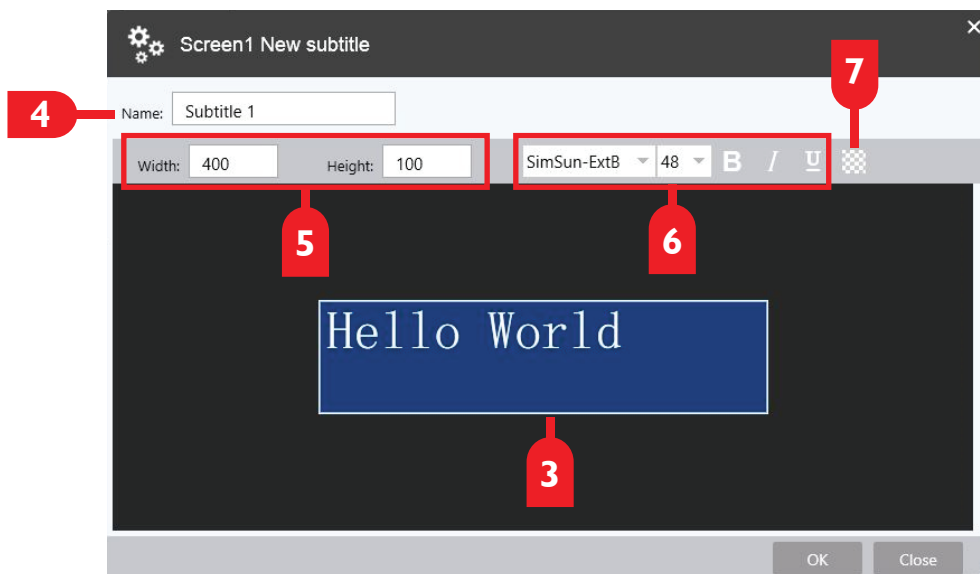 Screen1 New subtitle
7
4
Name: Subtitle 1
Width: 400 Height: 100 SimSun-ExtB 48 B I U
5
6
Hello World
3
OK Close